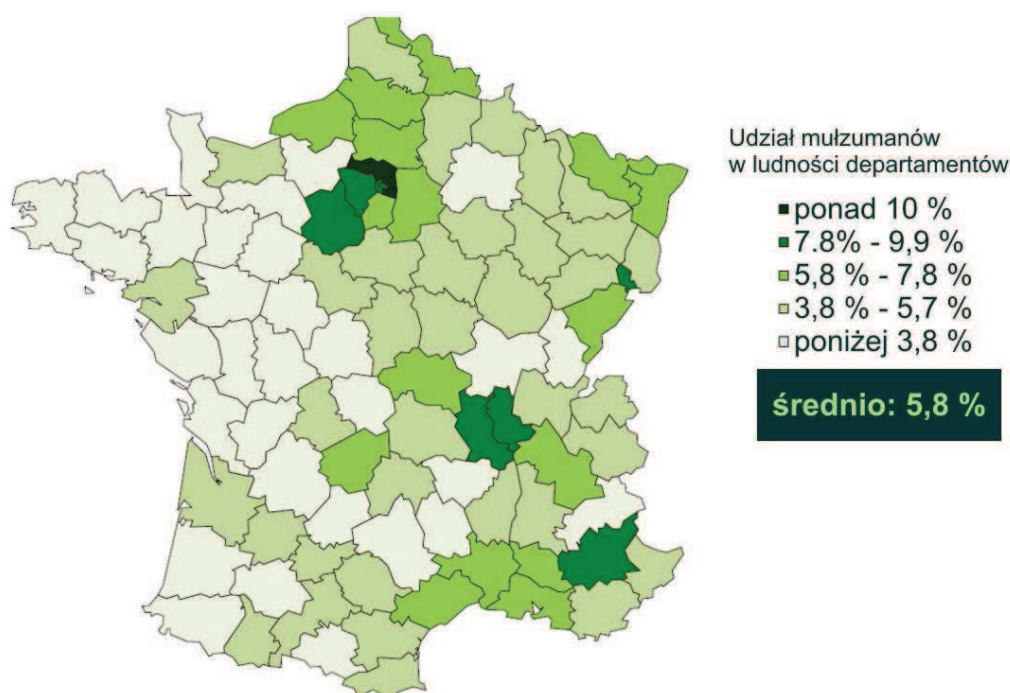 Udział mułzumanów
w ludności departamentów
ponad 10 %
7.8% - 9,9 %
5,8 % - 7,8 %
3,8 % - 5,7 %
poniżej 3,8 %
średnio: 5,8 %